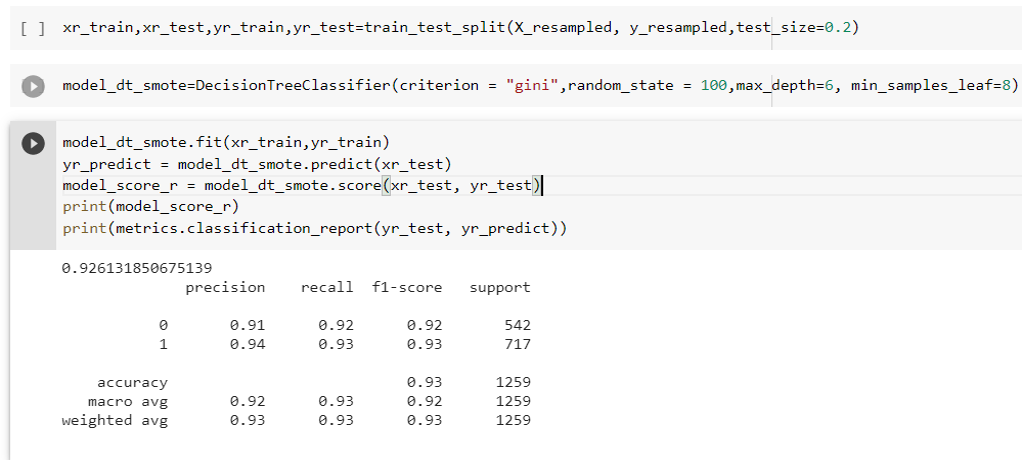 [ ] xr_train,xr_test,yr_train,yr_test=train_test_split(X_resampled, y_resampled,test_size=0.2)
model_dt_smote=DecisionTreeClassifier(criterion = "gini",random_state = 100,max_depth=6, min_samples_leaf=8)
model_dt_smote.fit(xr_train,yr_train)
yr_predict = model_dt_smote.predict(xr_test)
model_score_r = model_dt_smote.score(xr_test, yr_test)
print(model_score_r)
print(metrics.classification_report(yr_test, yr_predict))
0.926131850675139
precision recall f1-score support
0 0.91 0.92 0.92 542
1 0.94 0.93 0.93 717
accuracy 0.93 1259
macro avg 0.92 0.93 0.92 1259
weighted avg 0.93 0.93 0.93 1259